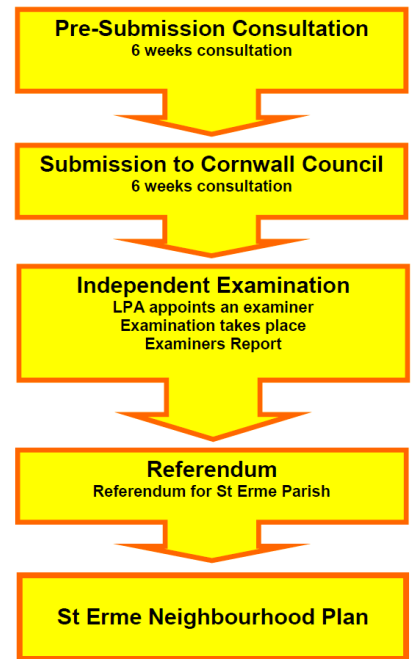 Pre-Submission Consultation
6 weeks consultation
Submission to Cornwall Council
6 weeks consultation
Independent Examination
LPA appoints an examiner
Examination takes place
Examiners Report
Referendum
Referendum for St Erme Parish
St Erme Neighbourhood Plan